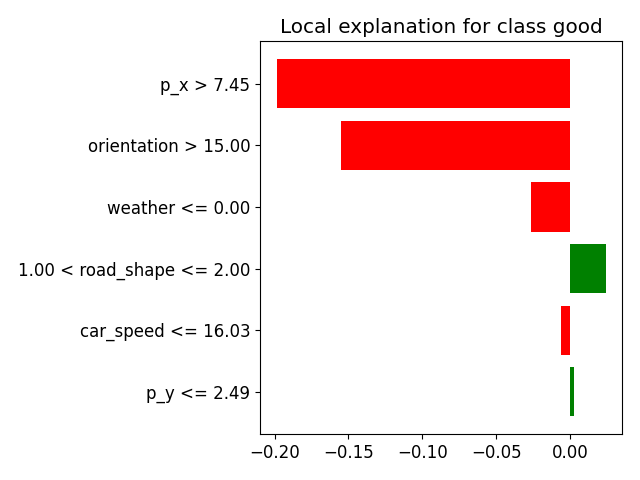 Local explanation for class good
p_x > 7.45
orientation > 15.00
weather <= 0.00
1.00 < road_shape <= 2.00
car_speed <= 16.03
p_y <= 2.49
−0.20 −0.15 −0.10 −0.05 0.00